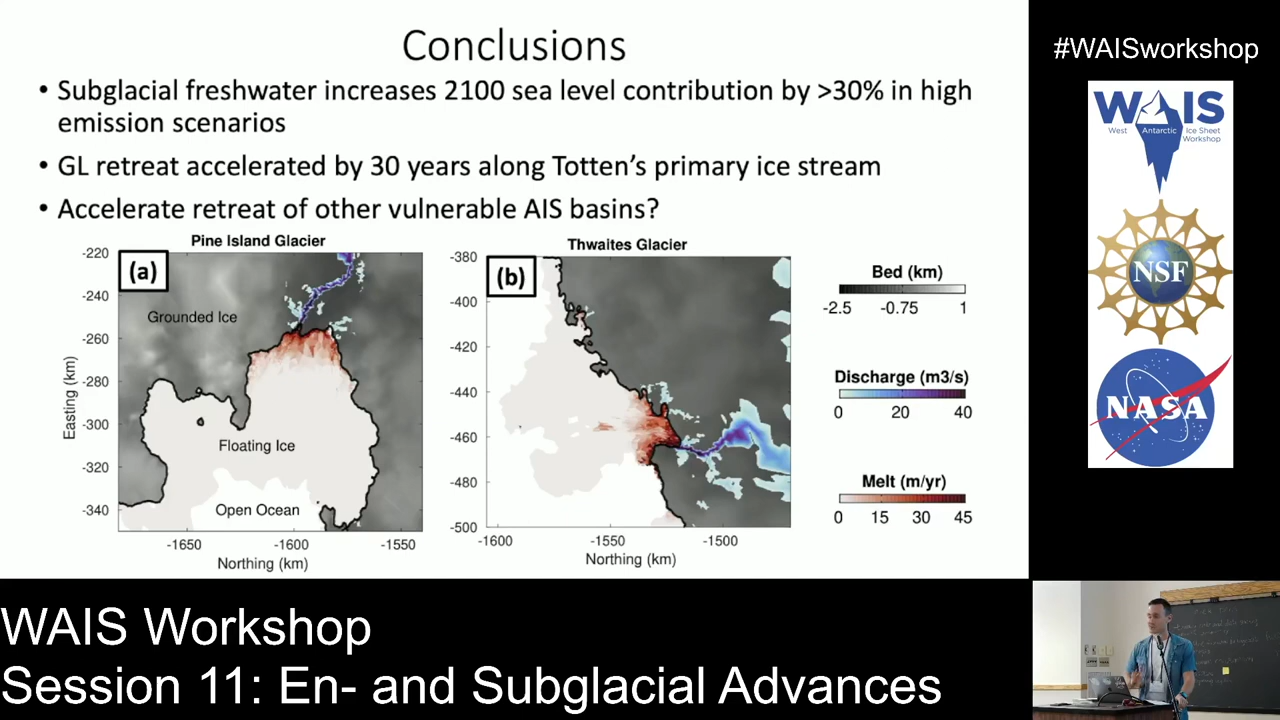 Conclusions
• Subglacial freshwater increases 2100 sea level contribution by >30% in high
emission scenarios
• GL retreat accelerated by 30 years along Totten's primary ice stream
• Accelerate retreat of other vulnerable AIS basins?
Pine Island Glacier
(a)
-220
-240
-260
-280
-300
-320
-340
Easting (km)
Grounded Ice
Floating Ice
Open Ocean
-1650
-1600
-1550
Northing (km)
Thwaites Glacier
(b)
-380
-400
-420
-440
-460
-480
-500
-1600
-1550
-1500
Northing (km)
Bed (km)
-2.5 -0.75 1
Discharge (m3/s)
0 20 40
Melt (m/yr)
0 15 30 45
#WAISworkshop
WAIS
West Antarctic Ice Sheet
Workshop
NSF
NASA
WAIS Workshop
Session 11: En- and Subglacial Advances